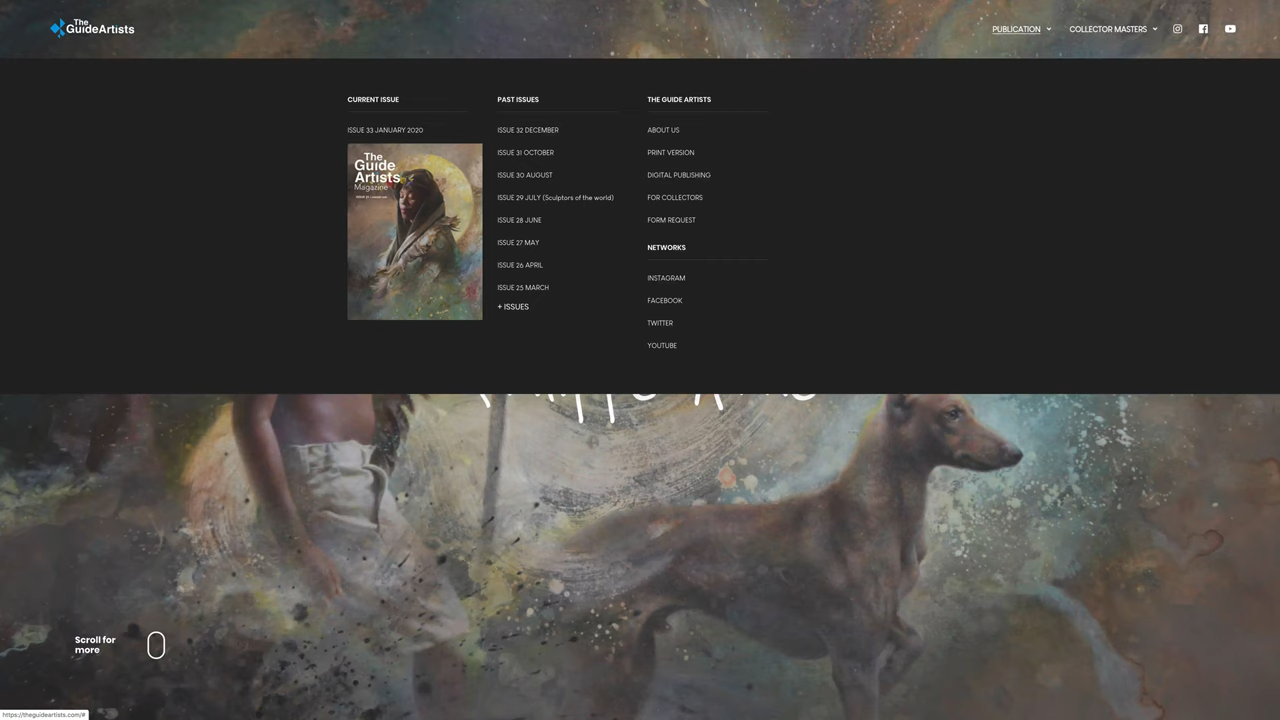 The
GuideArtists
PUBLICATION
COLLECTOR MASTERS
CURRENT ISSUE
ISSUE 33 JANUARY 2020
The
Guide
Artists
Magazine
PAST ISSUES
ISSUE 32 DECEMBER
ISSUE 31 OCTOBER
ISSUE 30 AUGUST
ISSUE 29 JULY (Sculptors of the world)
ISSUE 28 JUNE
ISSUE 27 MAY
ISSUE 26 APRIL
ISSUE 25 MARCH
+ ISSUES
THE GUIDE ARTISTS
ABOUT US
PRINT VERSION
DIGITAL PUBLISHING
FOR COLLECTORS
FORM REQUEST
NETWORKS
INSTAGRAM
FACEBOOK
TWITTER
YOUTUBE
Scroll for
more
https://theguideartists.com/#